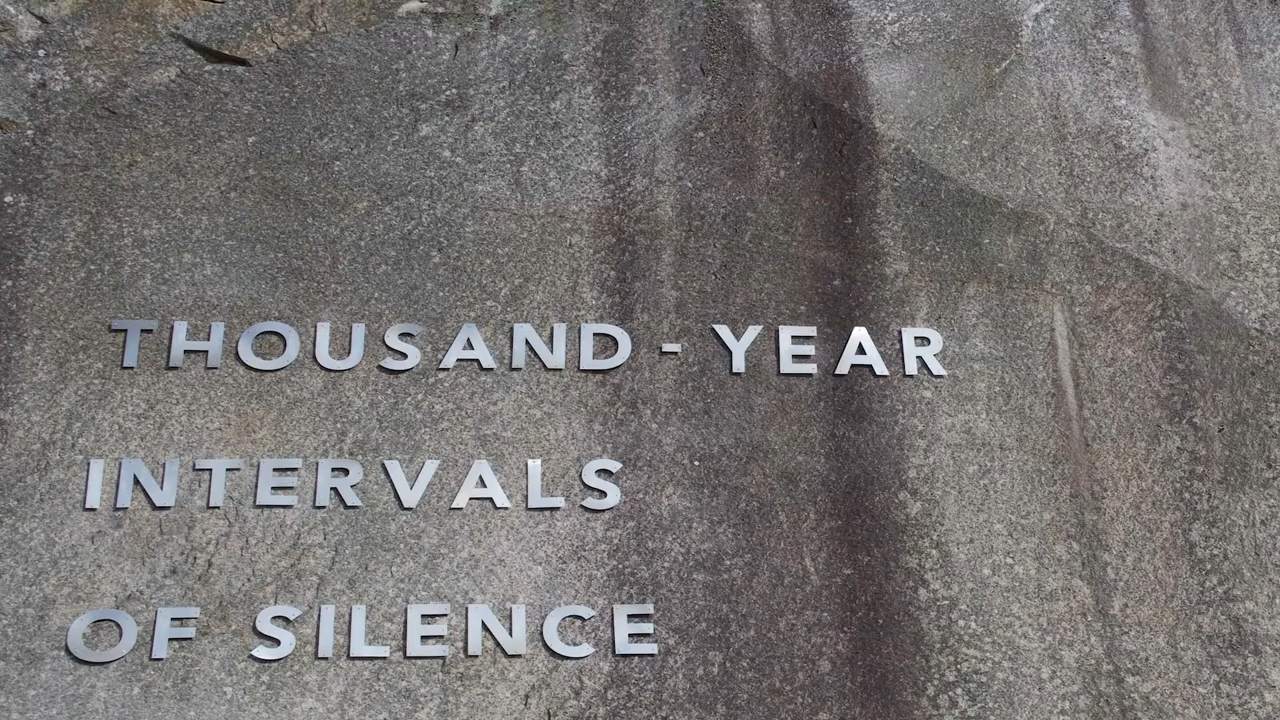 THOUSAND - YEAR
INTERVALS
OF SILENCE